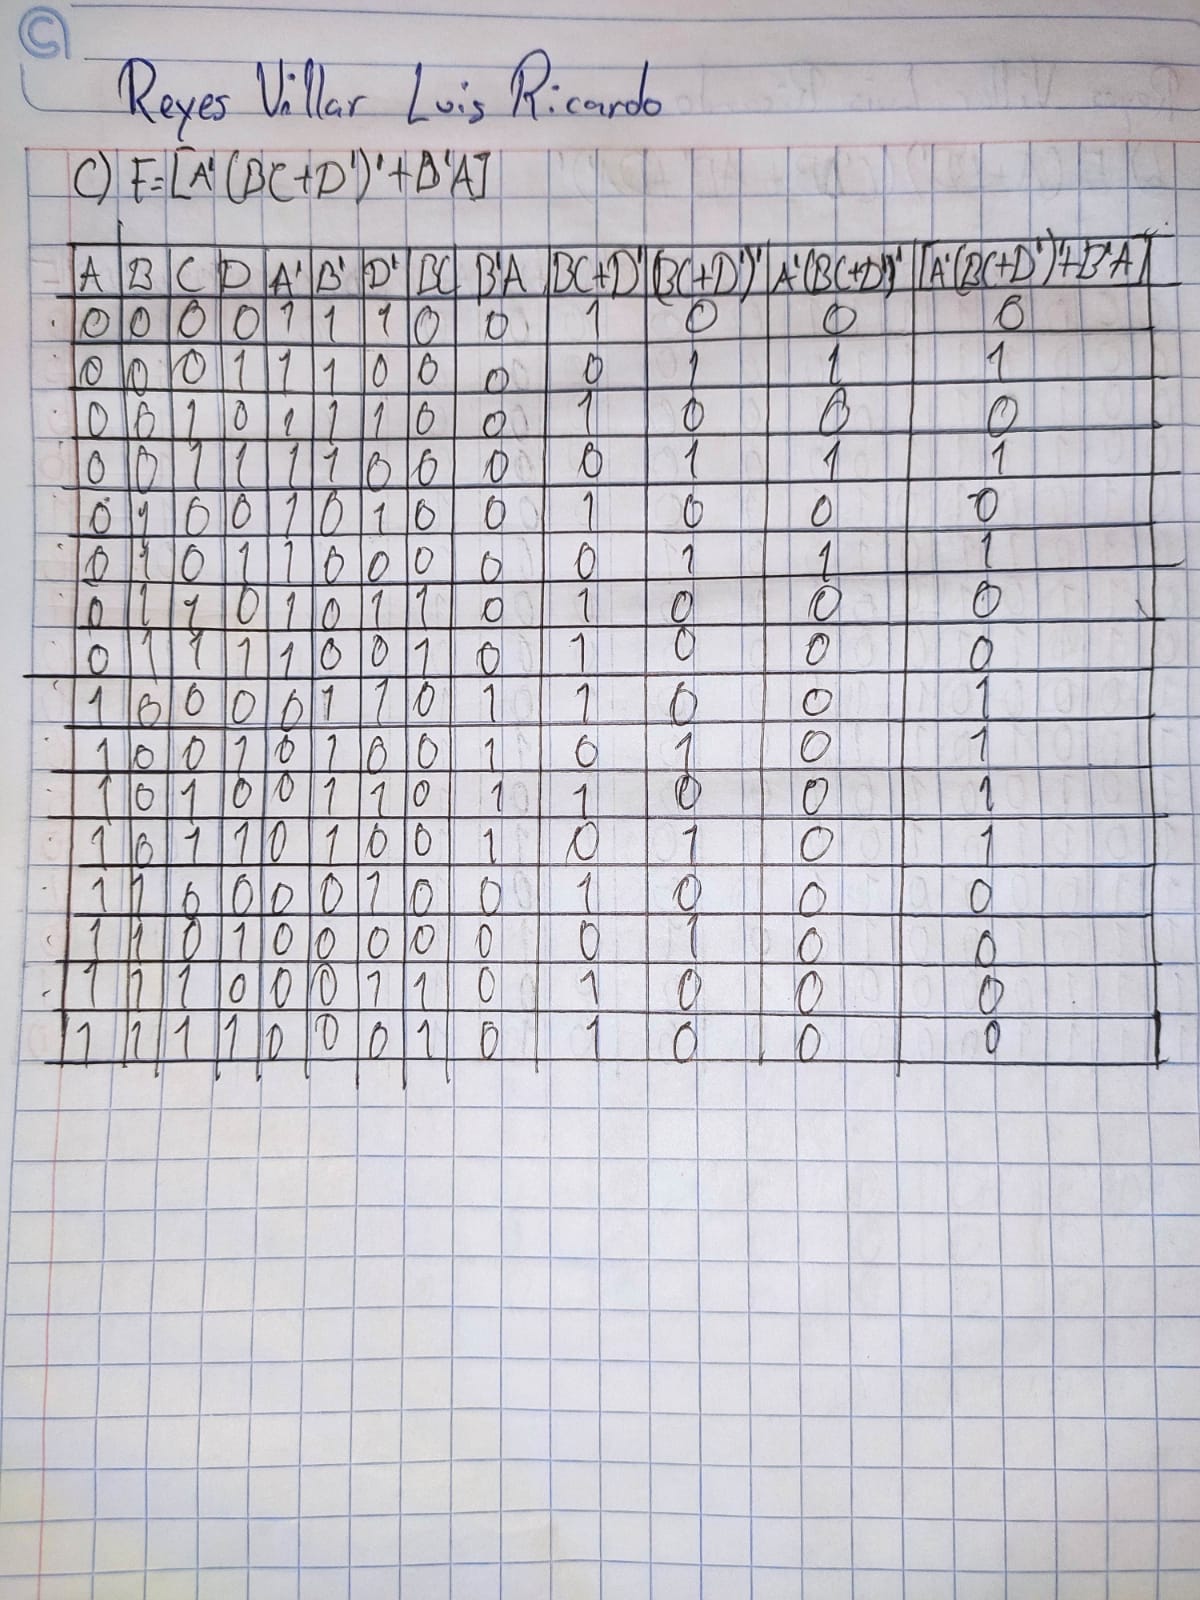 C
Reyes Villar Luis Ricardo
C) F=[A'(BC+D')'+B'A]
A B C D A' B' D' BC B'A BC+D' (BC+D')' A'(BC+D')' [A'(BC+D')'+B'A]
0 0 0 0 1 1 1 0 0 1 0 0 0
0 0 0 1 1 1 0 0 0 0 1 1 1
0 0 1 0 1 1 1 0 0 1 0 0 0
0 0 1 1 1 1 0 0 0 0 1 1 1
0 1 0 0 1 0 1 0 0 1 0 0 0
0 1 0 1 1 0 0 0 0 0 1 1 1
0 1 1 0 1 0 1 1 0 1 0 0 0
0 1 1 1 1 0 0 1 0 1 0 0 0
1 0 0 0 0 1 1 0 1 1 0 0 1
1 0 0 1 0 1 0 0 1 0 1 0 1
1 0 1 0 0 1 1 0 1 1 0 0 1
1 0 1 1 0 1 0 0 1 0 1 0 1
1 1 0 0 0 0 1 0 0 1 0 0 0
1 1 0 1 0 0 0 0 0 0 1 0 0
1 1 1 0 0 0 1 1 0 1 0 0 0
1 1 1 1 0 0 0 1 0 1 0 0 0